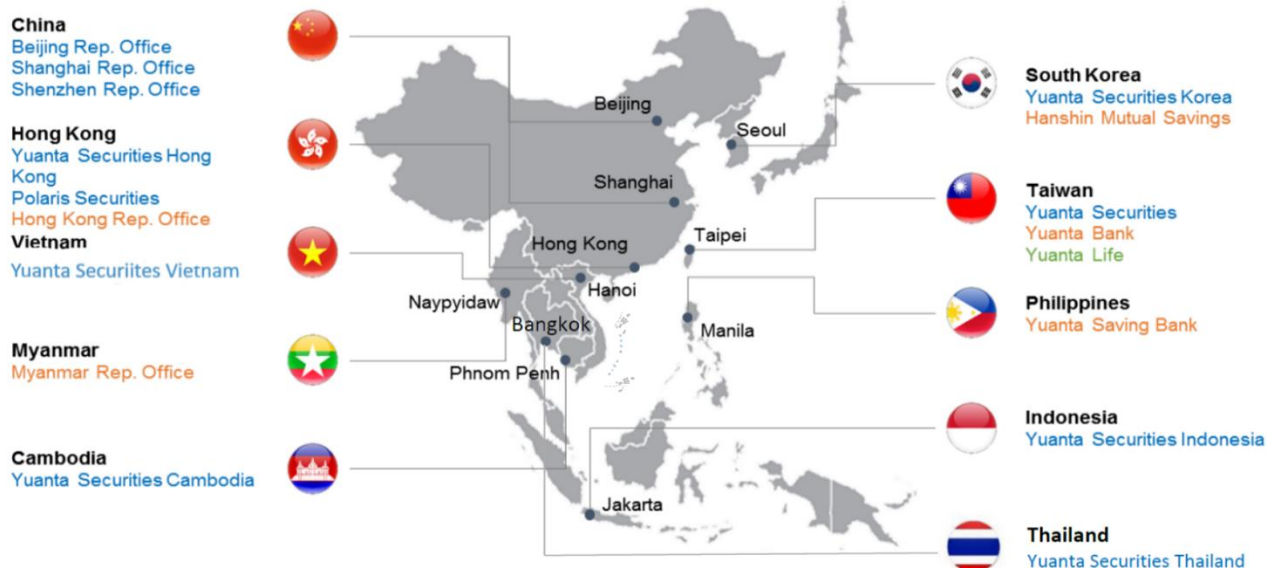 China
Beijing Rep. Office
Shanghai Rep. Office
Shenzhen Rep. Office
Hong Kong
Yuanta Securities Hong
Kong
Polaris Securities
Hong Kong Rep. Office
Vietnam
Yuanta Securiites Vietnam
Myanmar
Myanmar Rep. Office
Cambodia
Yuanta Securities Cambodia
Beijing
Seoul
Shanghai
Taipei
Hong Kong
Hanoi
Naypyidaw
Bangkok
Manila
Phnom Penh
Jakarta
South Korea
Yuanta Securities Korea
Hanshin Mutual Savings
Taiwan
Yuanta Securities
Yuanta Bank
Yuanta Life
Philippines
Yuanta Saving Bank
Indonesia
Yuanta Securities Indonesia
Thailand
Yuanta Securities Thailand